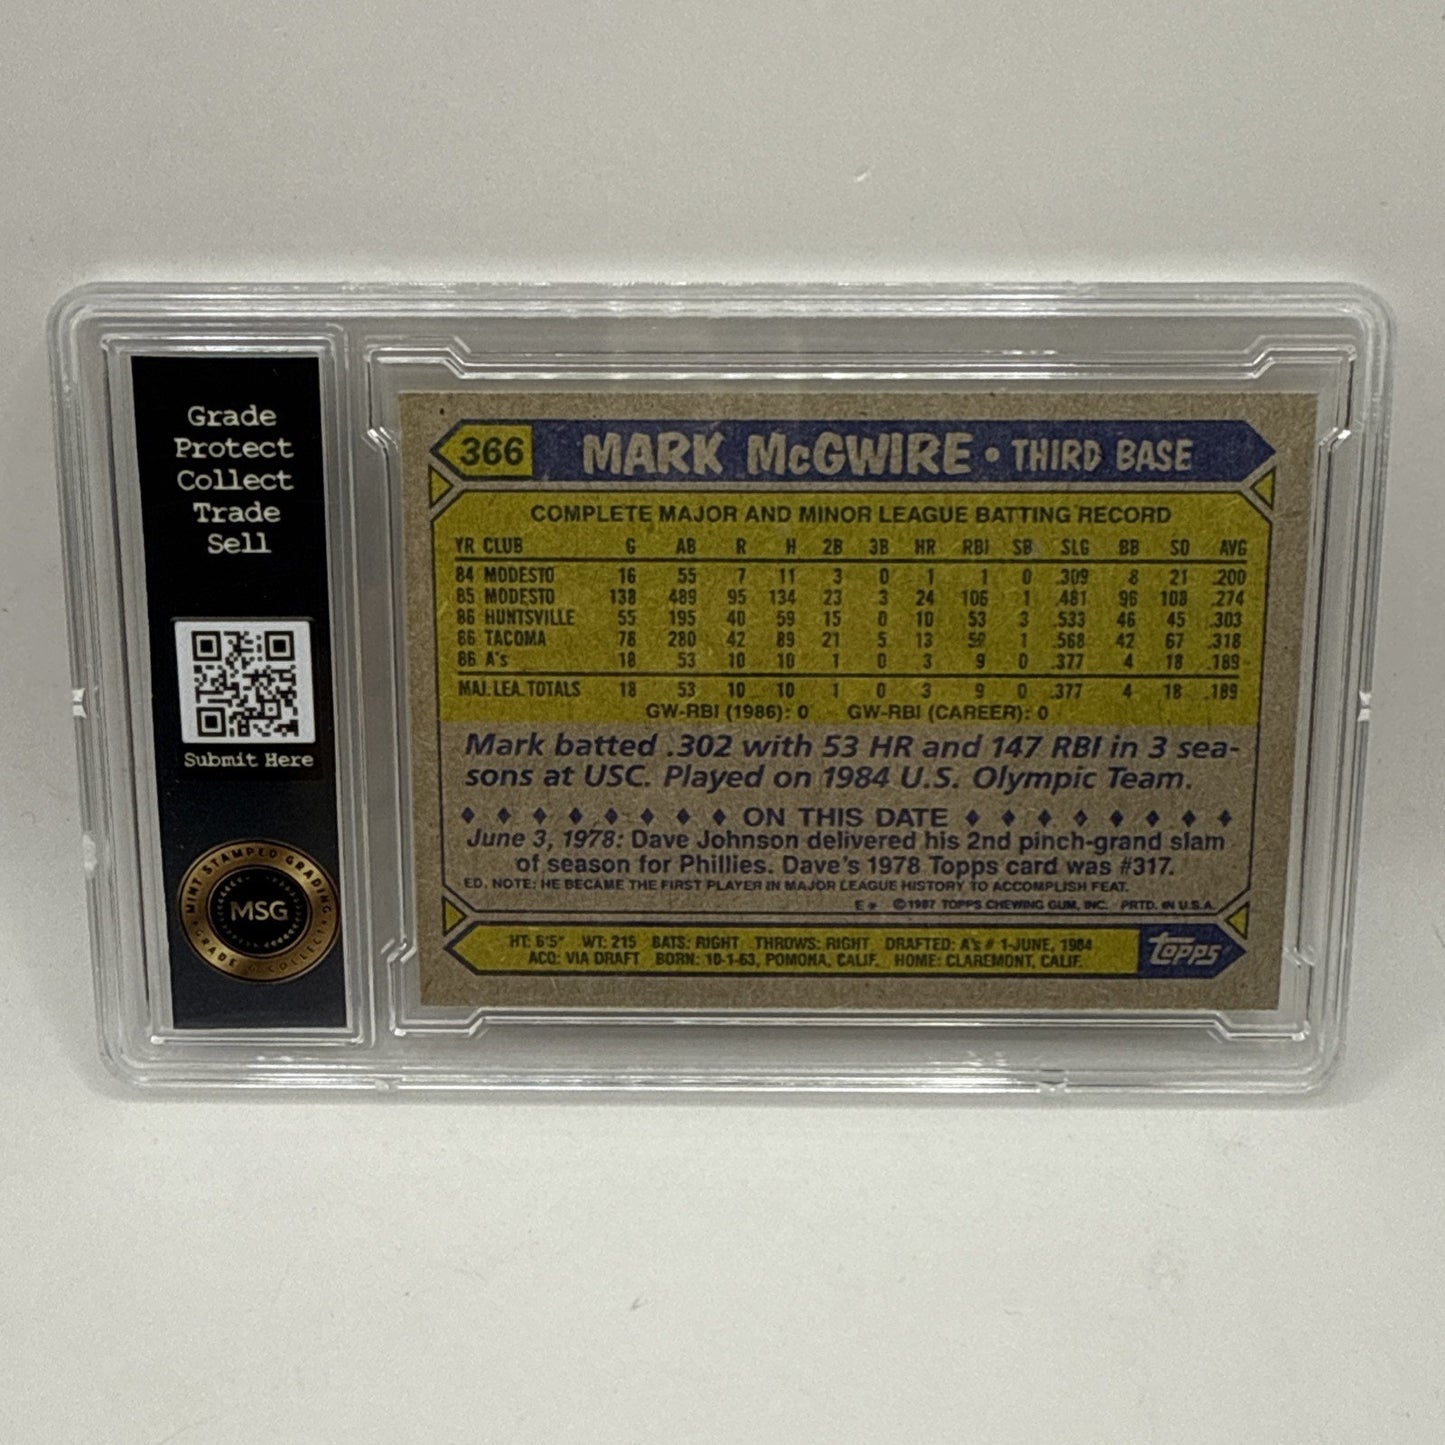 Grade
Protect
Collect
Trade
Sell
Submit Here
MINT STAMPED GRADING
MSG
GRADE & COLLECT
366 MARK McGWIRE • THIRD BASE
COMPLETE MAJOR AND MINOR LEAGUE BATTING RECORD
YR CLUB G AB R H 2B 3B HR RBI SB SLG BB SO AVG
84 MODESTO 16 55 7 11 3 0 1 1 0 .309 8 21 .200
85 MODESTO 138 489 95 134 23 3 24 106 1 .481 96 108 .274
86 HUNTSVILLE 55 195 40 59 15 0 10 53 3 .533 46 45 .303
86 TACOMA 78 280 42 89 21 5 13 59 1 .568 42 67 .318
86 A's 18 53 10 10 1 0 3 9 0 .377 4 18 .189
MAJ. LEA. TOTALS 18 53 10 10 1 0 3 9 0 .377 4 18 .189
GW-RBI (1986): 0 GW-RBI (CAREER): 0
Mark batted .302 with 53 HR and 147 RBI in 3 sea-
sons at USC. Played on 1984 U.S. Olympic Team.
ON THIS DATE
June 3, 1978: Dave Johnson delivered his 2nd pinch-grand slam
of season for Phillies. Dave's 1978 Topps card was #317.
ED. NOTE: HE BECAME THE FIRST PLAYER IN MAJOR LEAGUE HISTORY TO ACCOMPLISH FEAT.
E* ©1987 TOPPS CHEWING GUM, INC. PRTD. IN U.S.A.
HT: 6'5" WT: 215 BATS: RIGHT THROWS: RIGHT DRAFTED: A's # 1-JUNE, 1984
ACQ: VIA DRAFT BORN: 10-1-63, POMONA, CALIF. HOME: CLAREMONT, CALIF.
topps